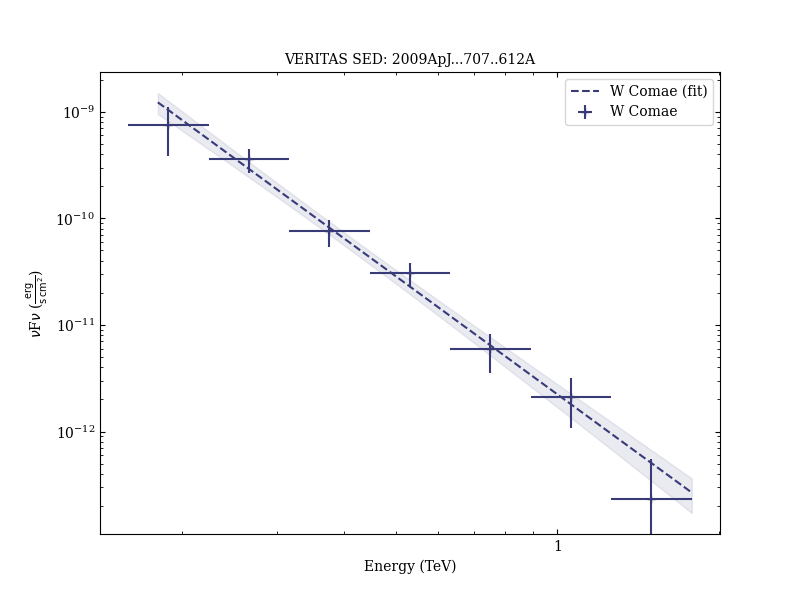 VERITAS SED: 2009ApJ...707..612A
W Comae (fit)
W Comae
10⁻⁹
10⁻¹⁰
10⁻¹¹
10⁻¹²
νFν (erg / s cm²)
1
Energy (TeV)